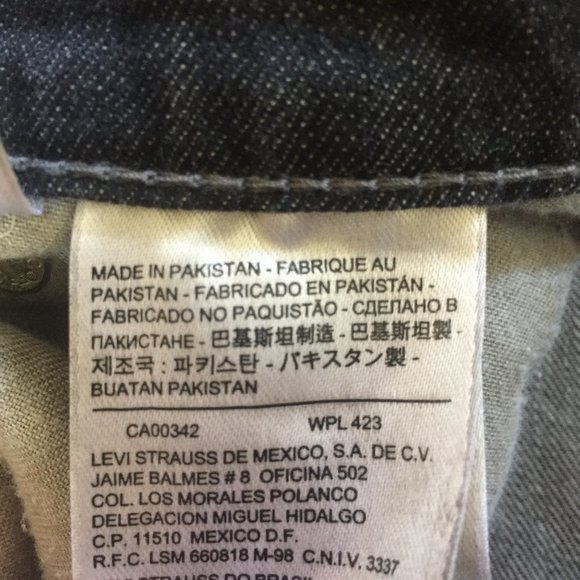 MADE IN PAKISTAN - FABRIQUE AU
PAKISTAN - FABRICADO EN PAKISTÁN -
FABRICADO NO PAQUISTÃO - СДЕЛАНО В
ПАКИСТАНЕ - 巴基斯坦制造 - 巴基斯坦製 -
제조국 : 파키스탄 - パキスタン製 -
BUATAN PAKISTAN
CA00342 WPL 423
LEVI STRAUSS DE MEXICO, S.A. DE C.V.
JAIME BALMES # 8 OFICINA 502
COL. LOS MORALES POLANCO
DELEGACION MIGUEL HIDALGO
C.P. 11510 MEXICO D.F.
R.F.C. LSM 660818 M-98 C.N.I.V. 3337
STRAUSS DO BRASIL